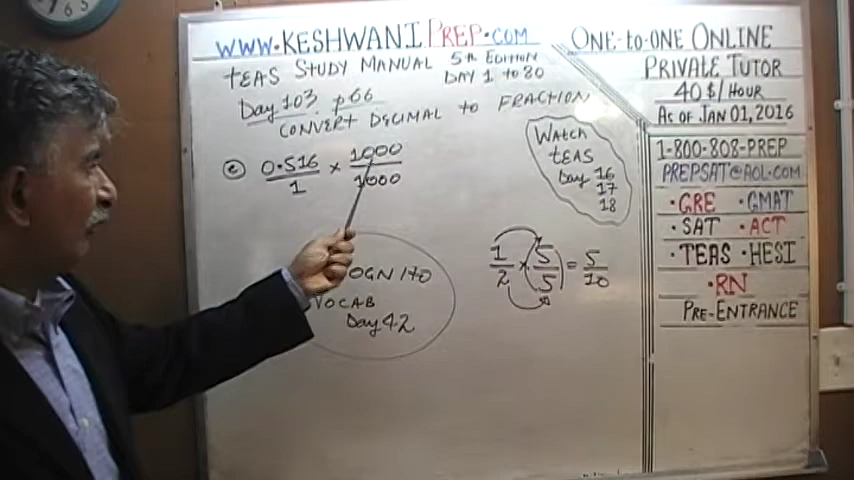 www.KESHWANIPREP.COM
TEAS STUDY MANUAL 5th EDITION
DAY 1 to 80
Day 103. p66
CONVERT DECIMAL to FRACTION
e 0.516/1 x 1000/1000
Watch
tEAS
Day 16
17
18
1/2 x (5/5) = 5/10
OGNITO
VOCAB
Day 42
ONE-to-ONE ONLINE
PRIVATE TUTOR
40$/HOUR
AS OF JAN 01, 2016
1-800-808-PREP
PREPSAT@AOL.COM
•GRE •GMAT
•SAT •ACT
•TEAS •HESI
•RN
PRE-ENTRANCE